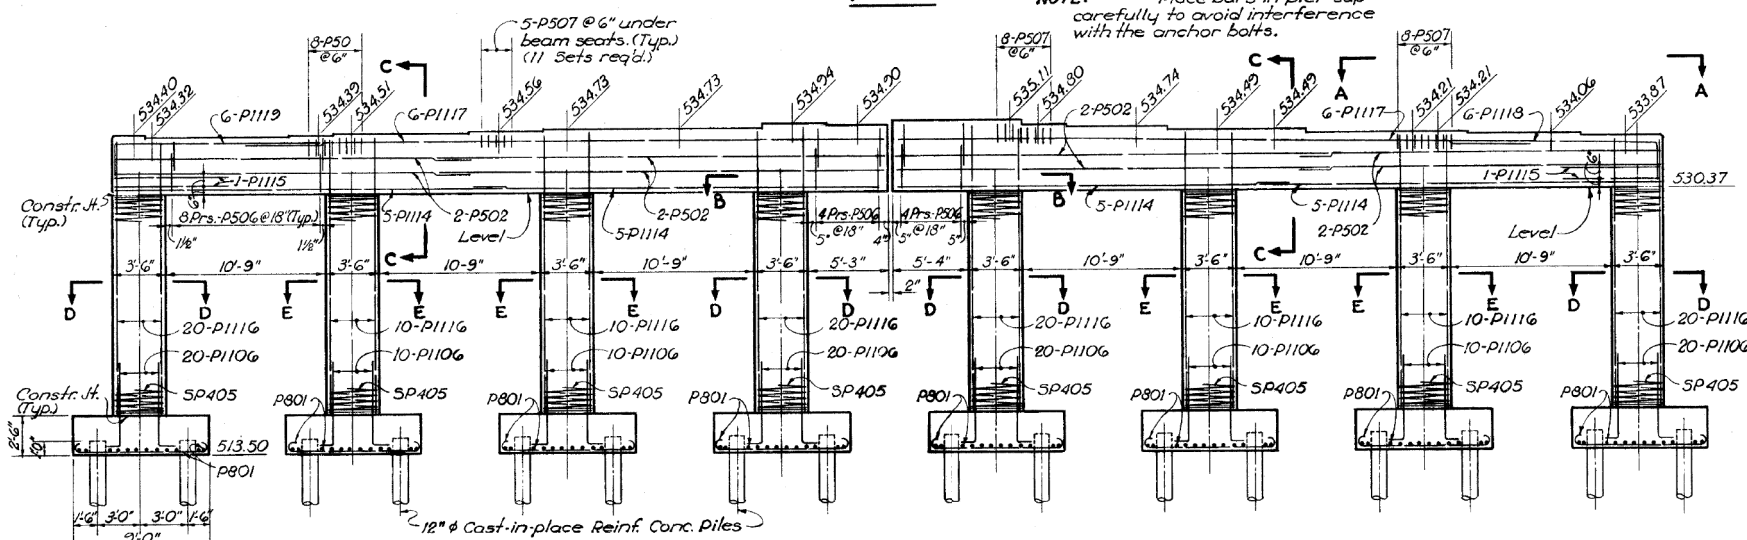 NOTE:
Place bars in pier cap
carefully to avoid interference
with the anchor bolts.
5-P507 @ 6" under
beam seats. (Typ.)
(11 Sets req'd.)
8-P50
@6"
8-P507
@6"
8-P507
@6"
C
C
A
A
534.40
534.32
534.39
534.51
534.56
534.73
534.73
534.94
534.90
535.11
534.80
534.74
534.49
534.49
534.21
534.21
534.06
533.87
6-P1119
6-P1117
2-P502
6-P1117
6-P1118
1-P1115
6"
B
B
1-P1115
6"
530.37
Constr. Jt.
(Typ.)
8 Prs.-P506 @ 18" (Typ.)
5-P1114
2-P502
2-P502
4 Prs-P506
@ 18"
4 Prs-P506
@ 18"
5-P1114
5-P1114
2-P502
1½"
1½"
Level
5-P1114
5"
4"
5"
5"
Level
C
C
3'-6"
10'-9"
3'-6"
10'-9"
3'-6"
10'-9"
3'-6"
5'-3"
5'-4"
3'-6"
10'-9"
3'-6"
10'-9"
3'-6"
10'-9"
3'-6"
2"
D
D
E
E
E
E
D
D
D
D
E
E
E
E
D
D
20-P1116
10-P1116
10-P1116
20-P1116
20-P1116
10-P1116
10-P1116
20-P1116
20-P1106
10-P1106
10-P1106
20-P1106
20-P1106
10-P1106
10-P1106
20-P1106
Constr. Jt.
(Typ.)
SP405
P801
SP405
P801
SP405
P801
SP405
P801
SP405
P801
SP405
P801
SP405
P801
SP405
2'-6"
513.50
P801
1'-6"
3'-0"
3'-0"
1'-6"
9'-0"
12" φ Cast-in-place Reinf. Conc. Piles